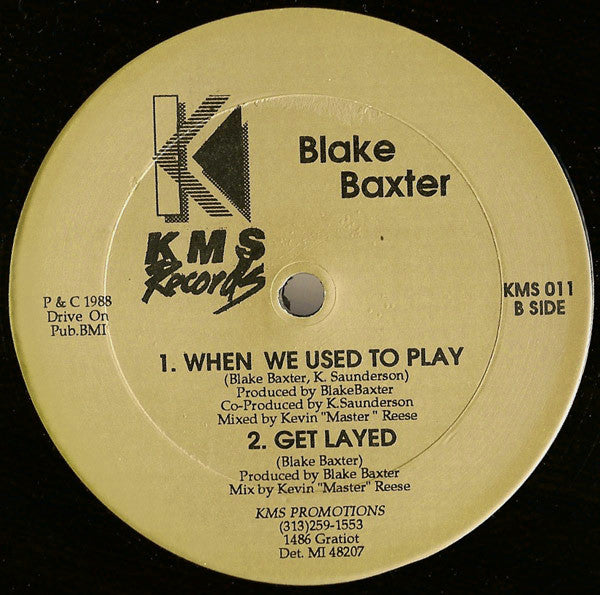 Blake
Baxter
KMS
Records
P & C 1988
Drive On
Pub.BMI
KMS 011
B SIDE
1. WHEN WE USED TO PLAY
(Blake Baxter, K. Saunderson)
Produced by BlakeBaxter
Co-Produced by K.Saunderson
Mixed by Kevin "Master" Reese
2. GET LAYED
(Blake Baxter)
Produced by Blake Baxter
Mix by Kevin "Master" Reese
KMS PROMOTIONS
(313)259-1553
1486 Gratiot
Det. MI 48207